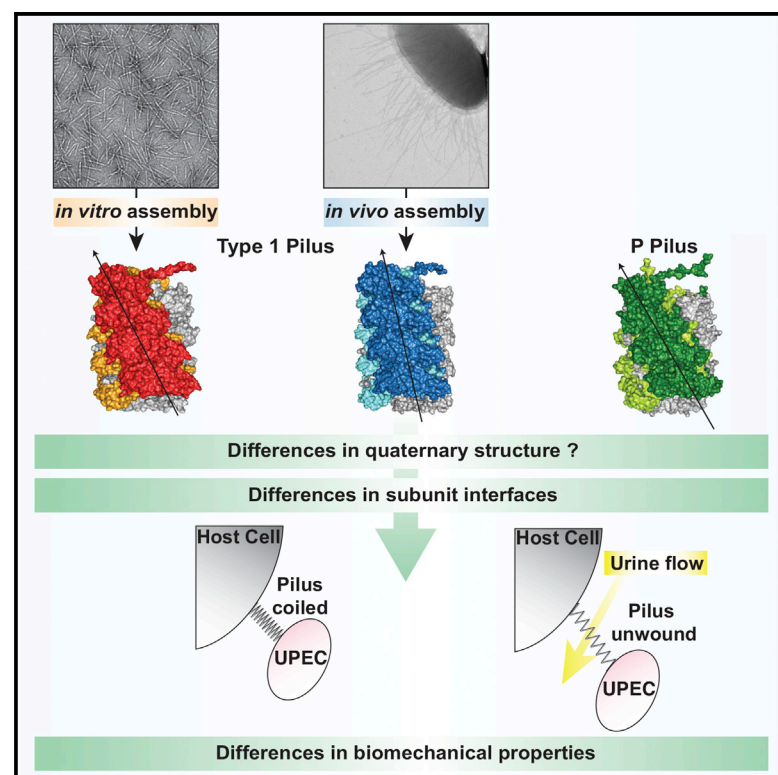 in vitro assembly
in vivo assembly
Type 1 Pilus
P Pilus
Differences in quaternary structure ?
Differences in subunit interfaces
Host Cell
Pilus
coiled
UPEC
Host Cell
Urine flow
Pilus
unwound
UPEC
Differences in biomechanical properties